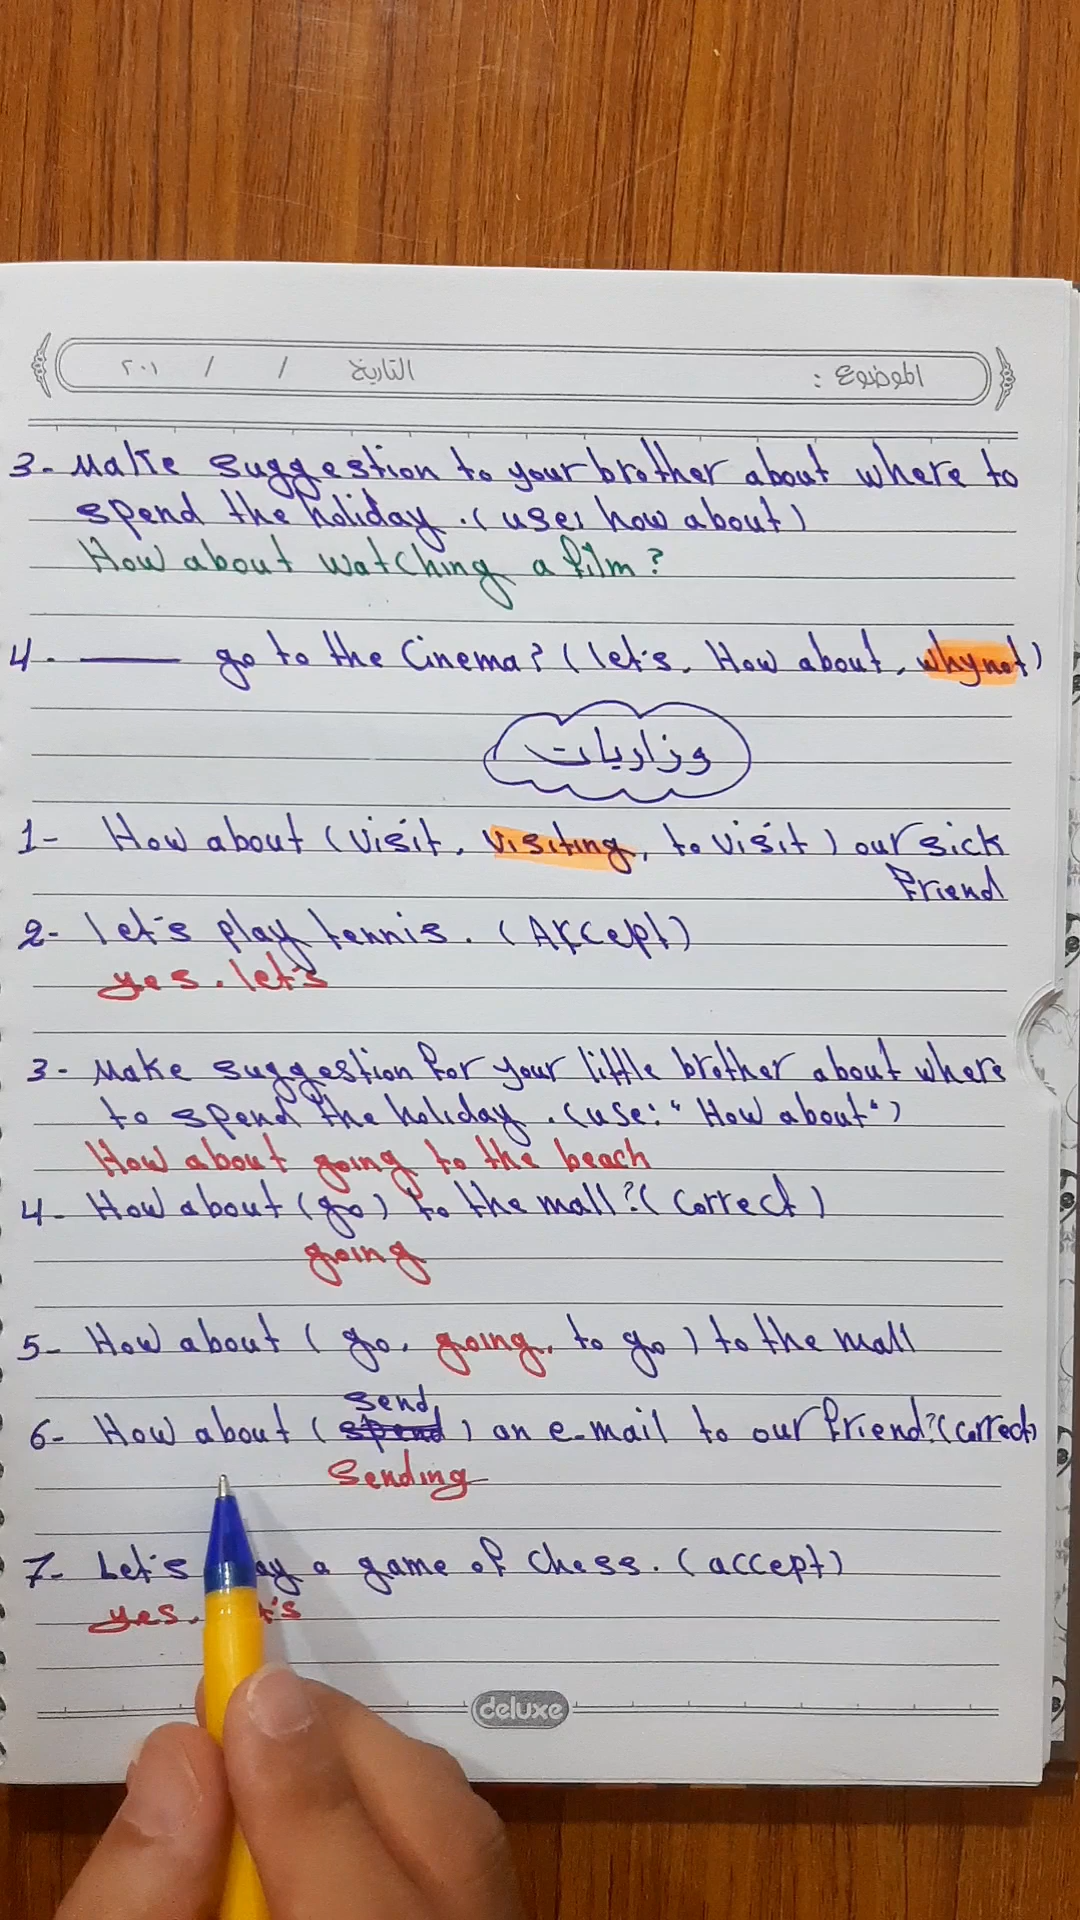 الموضوع : التاريخ / / ٢٠١
3- Make suggestion to your brother about where to
spend the holiday. (use: how about)
How about watching a film?
4. ——— go to the Cinema? (let's, How about, why not)
وزاريات
1- How about (visit, visiting, to visit) our sick
friend
2- let's play tennis. (Accept)
yes. let's
3- Make suggestion for your little brother about where
to spend the holiday. (use: "How about")
How about going to the beach
4- How about (go) to the mall? (Correct)
going
5- How about (go, going, to go) to the mall
send
6- How about (spend) an e-mail to our friend? (correct)
Sending
7- Let's a game of chess. (accept)
yes.
deluxe